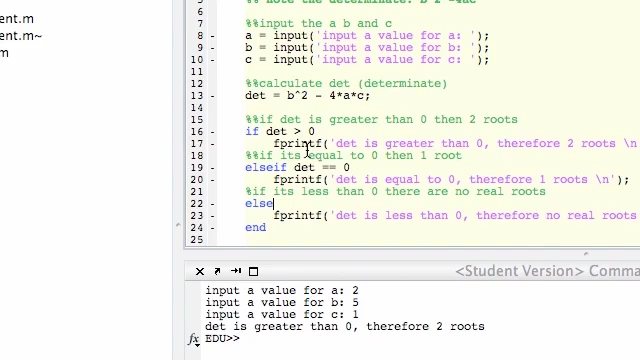 ent.m
ent.m~
m
5
6
7 %%input the a b and c
8 - a = input('input a value for a: ');
9 - b = input('input a value for b: ');
10 - c = input('input a value for c: ');
11
12 %%calculate det (determinate)
13 - det = b^2 - 4*a*c;
14
15 %%if det is greater than 0 then 2 roots
16 - if det > 0
17 - fprintf('det is greater than 0, therefore 2 roots \n
18 %%if its equal to 0 then 1 root
19 - elseif det == 0
20 - fprintf('det is equal to 0, therefore 1 roots \n');
21 %if its less than 0 there are no real roots
22 - else
23 - fprintf('det is less than 0, therefore no real roots
24 - end
25
<Student Version> Comma
input a value for a: 2
input a value for b: 5
input a value for c: 1
det is greater than 0, therefore 2 roots
fx EDU>>